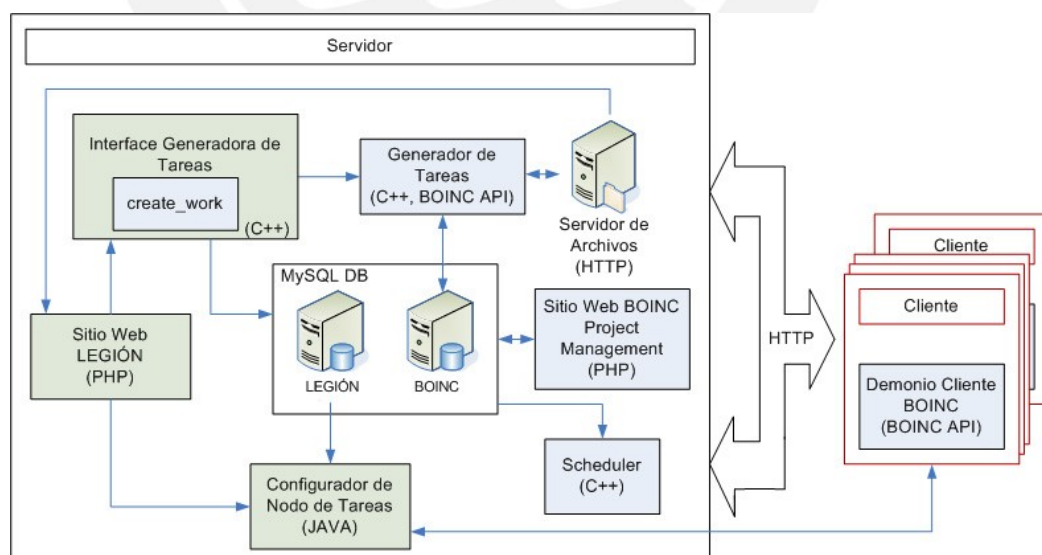 Servidor
Interface Generadora de
Tareas
create_work
(C++)
Generador de
Tareas
(C++, BOINC API)
Servidor de
Archivos
(HTTP)
MySQL DB
LEGIÓN
BOINC
Sitio Web BOINC
Project
Management
(PHP)
Sitio Web
LEGIÓN
(PHP)
Scheduler
(C++)
Configurador de
Nodo de Tareas
(JAVA)
HTTP
Cliente
Cliente
Demonio Cliente
BOINC
(BOINC API)